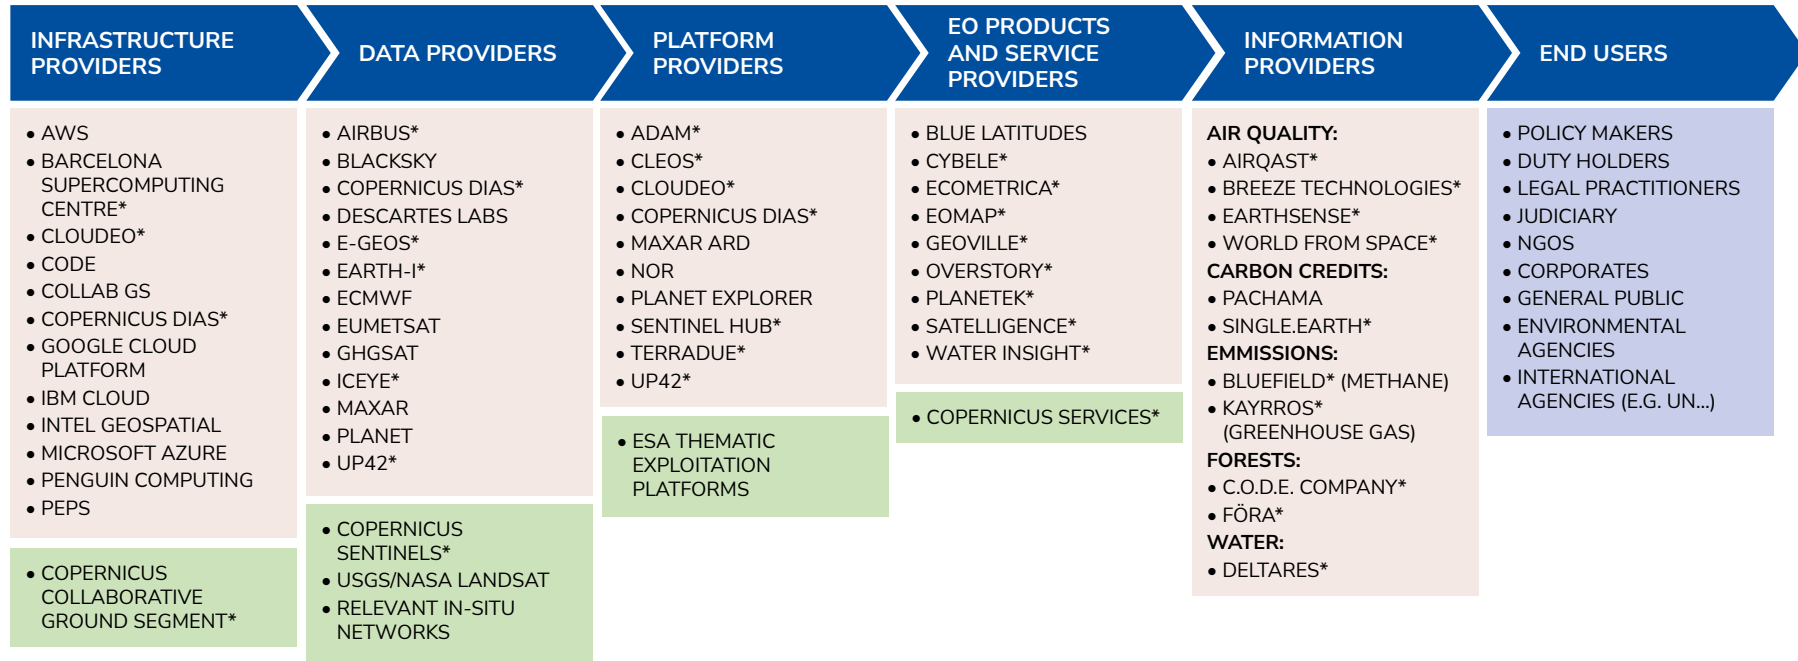 INFRASTRUCTURE
PROVIDERS
DATA PROVIDERS
PLATFORM
PROVIDERS
EO PRODUCTS
AND SERVICE
PROVIDERS
INFORMATION
PROVIDERS
END USERS
• AWS
• BARCELONA
SUPERCOMPUTING
CENTRE*
• CLOUDEO*
• CODE
• COLLAB GS
• COPERNICUS DIAS*
• GOOGLE CLOUD
PLATFORM
• IBM CLOUD
• INTEL GEOSPATIAL
• MICROSOFT AZURE
• PENGUIN COMPUTING
• PEPS
• COPERNICUS
COLLABORATIVE
GROUND SEGMENT*
• AIRBUS*
• BLACKSKY
• COPERNICUS DIAS*
• DESCARTES LABS
• E-GEOS*
• EARTH-I*
• ECMWF
• EUMETSAT
• GHGSAT
• ICEYE*
• MAXAR
• PLANET
• UP42*
• COPERNICUS
SENTINELS*
• USGS/NASA LANDSAT
• RELEVANT IN-SITU
NETWORKS
• ADAM*
• CLEOS*
• CLOUDEO*
• COPERNICUS DIAS*
• MAXAR ARD
• NOR
• PLANET EXPLORER
• SENTINEL HUB*
• TERRADUE*
• UP42*
• ESA THEMATIC
EXPLOITATION
PLATFORMS
• BLUE LATITUDES
• CYBELE*
• ECOMETRICA*
• EOMAP*
• GEOVILLE*
• OVERSTORY*
• PLANETEK*
• SATELLIGENCE*
• WATER INSIGHT*
• COPERNICUS SERVICES*
AIR QUALITY:
• AIRQAST*
• BREEZE TECHNOLOGIES*
• EARTHSENSE*
• WORLD FROM SPACE*
CARBON CREDITS:
• PACHAMA
• SINGLE.EARTH*
EMMISSIONS:
• BLUEFIELD* (METHANE)
• KAYRROS*
(GREENHOUSE GAS)
FORESTS:
• C.O.D.E. COMPANY*
• FÖRA*
WATER:
• DELTARES*
• POLICY MAKERS
• DUTY HOLDERS
• LEGAL PRACTITIONERS
• JUDICIARY
• NGOS
• CORPORATES
• GENERAL PUBLIC
• ENVIRONMENTAL
AGENCIES
• INTERNATIONAL
AGENCIES (E.G. UN...)